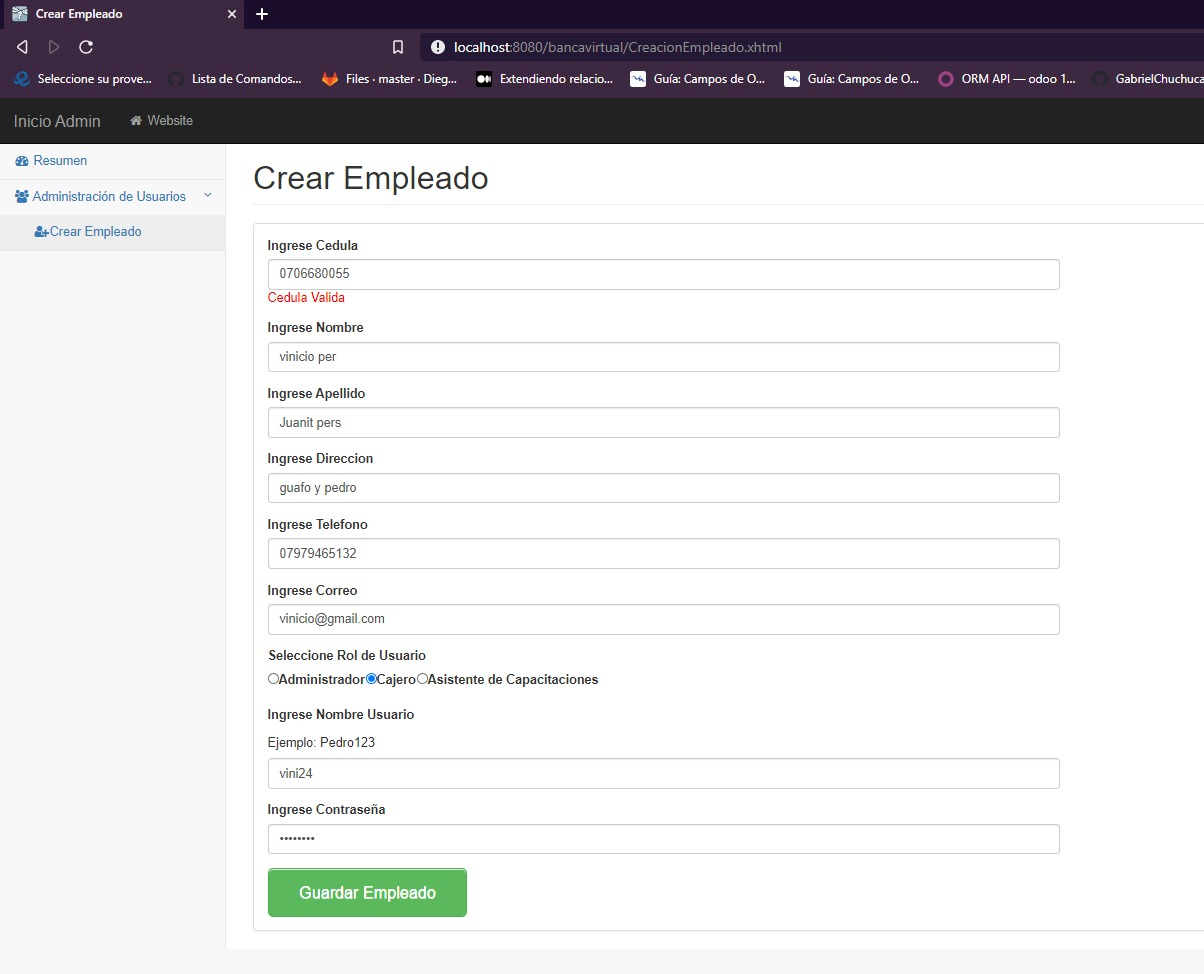 Crear Empleado
localhost:8080/bancavirtual/CreacionEmpleado.xhtml
Seleccione su prove... Lista de Comandos... Files · master · Dieg... Extendiendo relacio... Guía: Campos de O... Guía: Campos de O... ORM API — odoo 1... GabrielChuchuca
Inicio Admin Website
Resumen
Administración de Usuarios
Crear Empleado
Crear Empleado
Ingrese Cedula
0706680055
Cedula Valida
Ingrese Nombre
vinicio per
Ingrese Apellido
Juanit pers
Ingrese Direccion
guafo y pedro
Ingrese Telefono
07979465132
Ingrese Correo
vinicio@gmail.com
Seleccione Rol de Usuario
Administrador Cajero Asistente de Capacitaciones
Ingrese Nombre Usuario
Ejemplo: Pedro123
vini24
Ingrese Contraseña
••••••••
Guardar Empleado